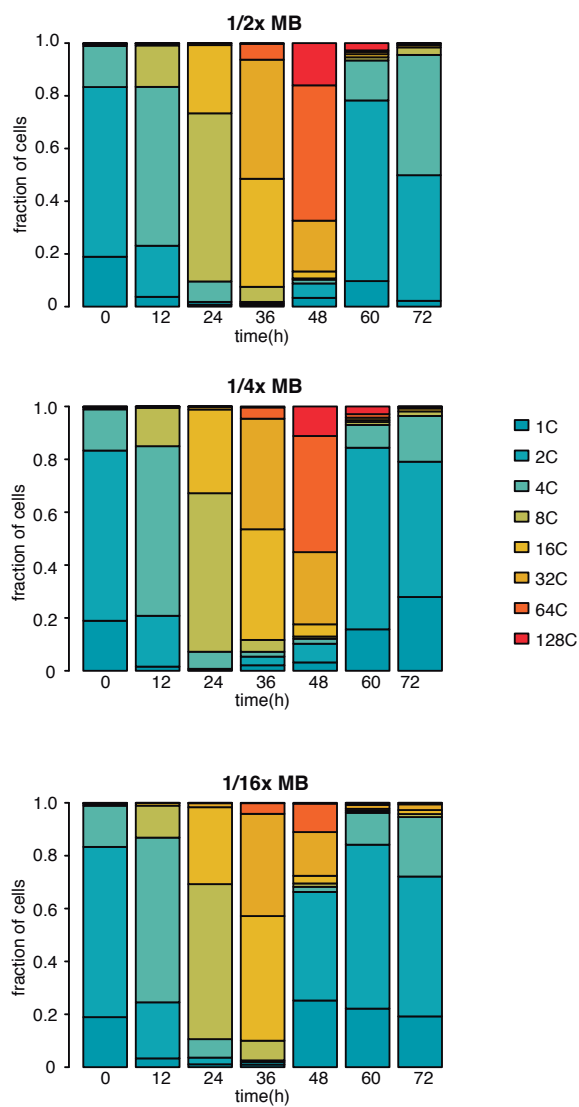 1/2x MB
1.0
0.8
0.6
0.4
0.2
0
fraction of cells
0 12 24 36 48 60 72
time(h)
1/4x MB
1.0
0.8
0.6
0.4
0.2
0
fraction of cells
0 12 24 36 48 60 72
time(h)
1C
2C
4C
8C
16C
32C
64C
128C
1/16x MB
1.0
0.8
0.6
0.4
0.2
0
fraction of cells
0 12 24 36 48 60 72
time(h)